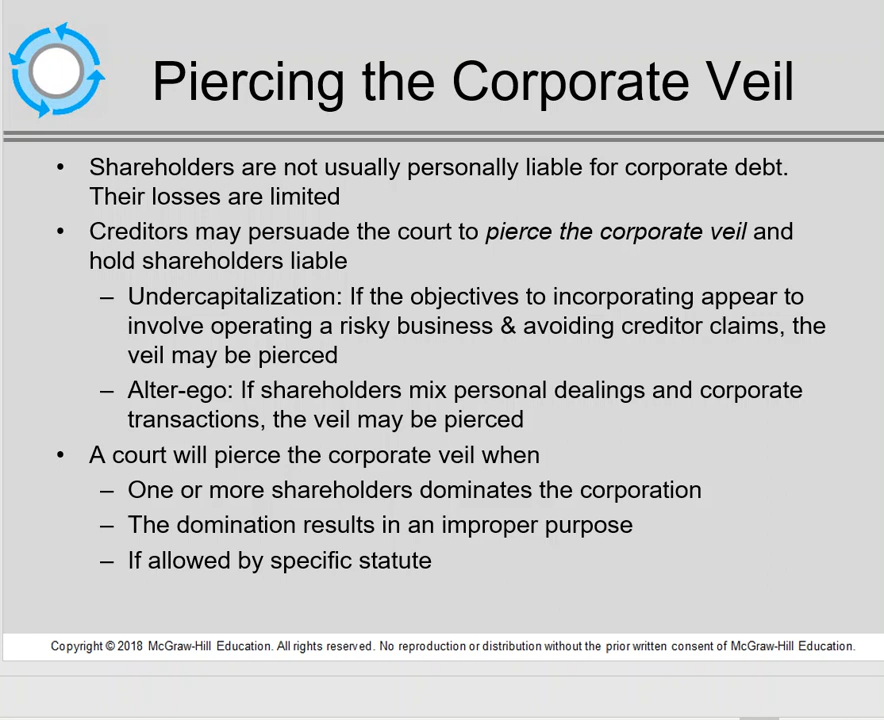 Piercing the Corporate Veil
• Shareholders are not usually personally liable for corporate debt.
Their losses are limited
• Creditors may persuade the court to pierce the corporate veil and
hold shareholders liable
– Undercapitalization: If the objectives to incorporating appear to
involve operating a risky business & avoiding creditor claims, the
veil may be pierced
– Alter-ego: If shareholders mix personal dealings and corporate
transactions, the veil may be pierced
• A court will pierce the corporate veil when
– One or more shareholders dominates the corporation
– The domination results in an improper purpose
– If allowed by specific statute
Copyright © 2018 McGraw-Hill Education. All rights reserved. No reproduction or distribution without the prior written consent of McGraw-Hill Education.